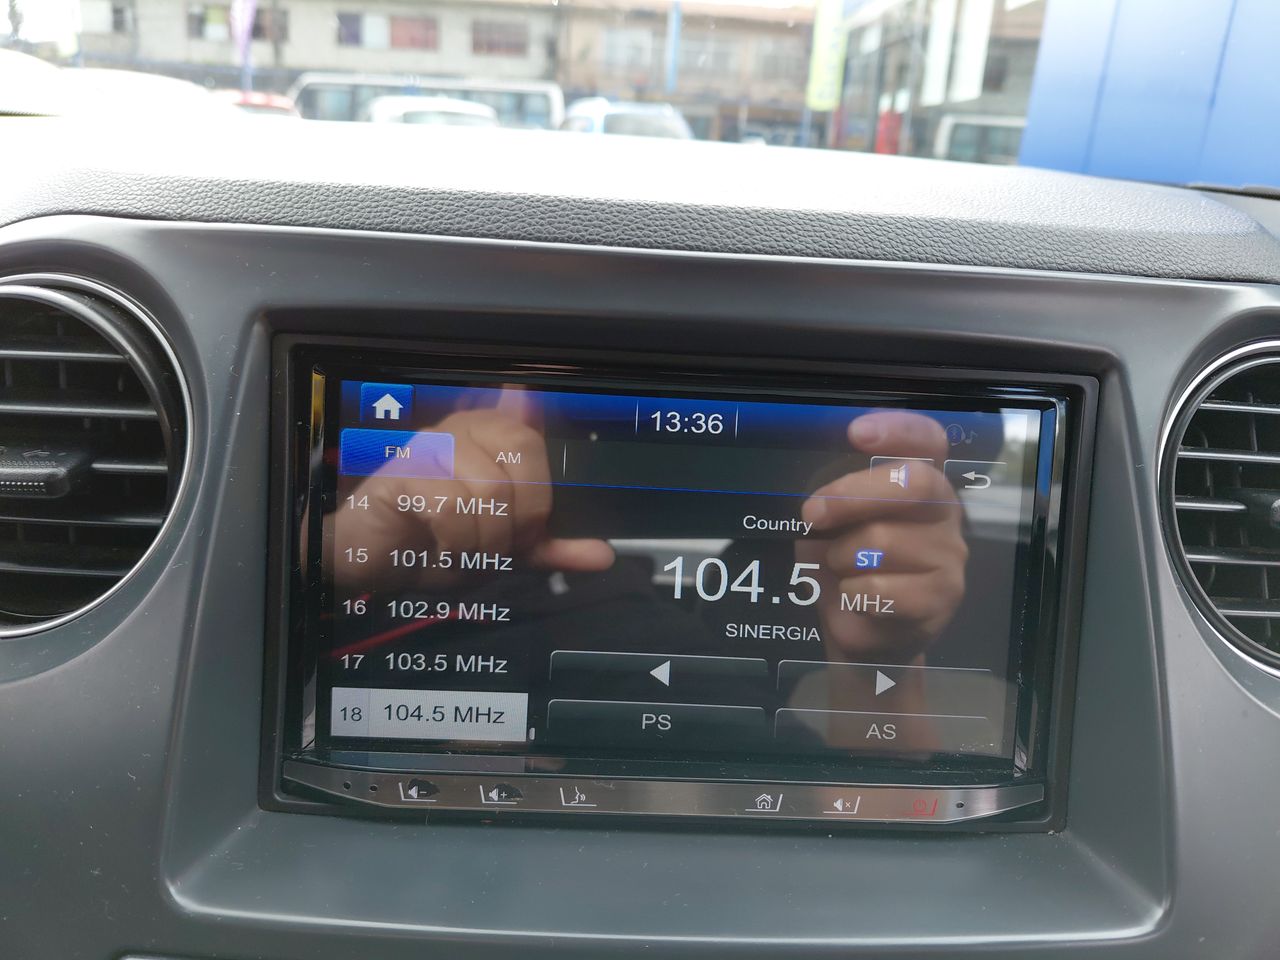 13:36
FM
AM
14 99.7 MHz
15 101.5 MHz
16 102.9 MHz
17 103.5 MHz
18 104.5 MHz
Country
104.5 MHz
ST
SINERGIA
PS
AS